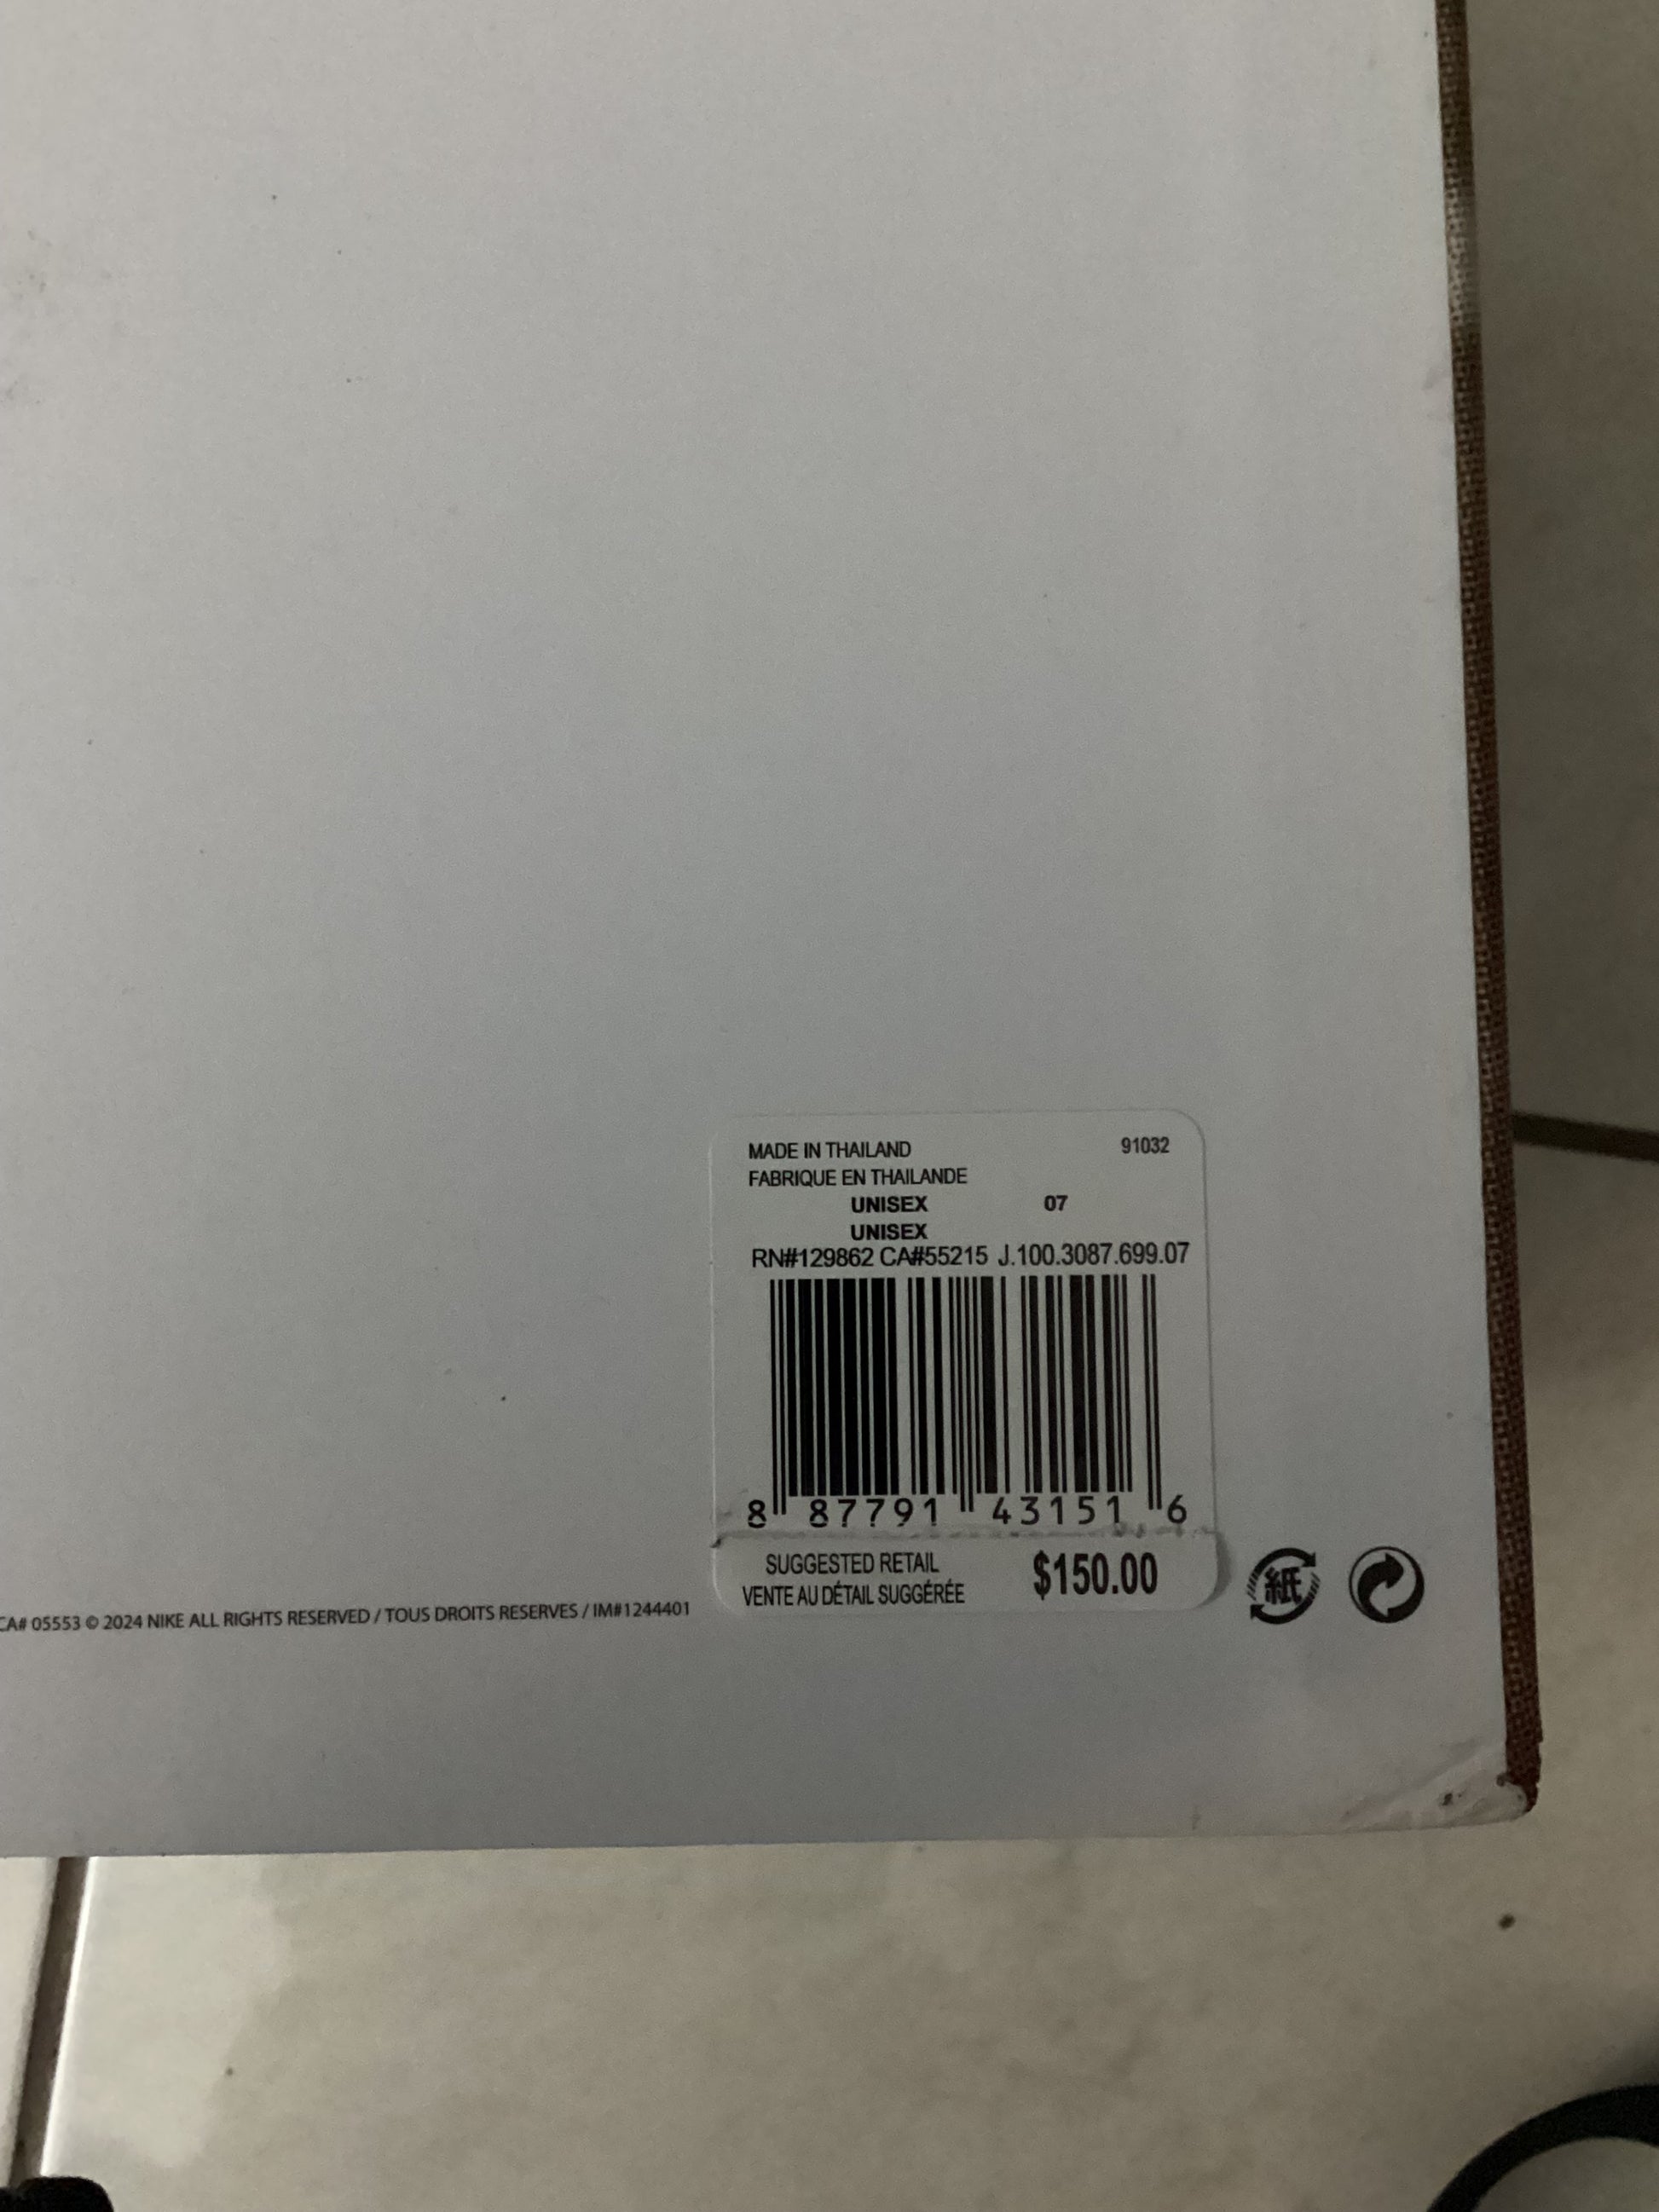 MADE IN THAILAND 91032
FABRIQUE EN THAILANDE
UNISEX 07
UNISEX
RN#129862 CA#55215 J.100.3087.699.07
8 87791 43151 6
SUGGESTED RETAIL $150.00
VENTE AU DÉTAIL SUGGÉRÉE
紙
CA# 05553 © 2024 NIKE ALL RIGHTS RESERVED / TOUS DROITS RESERVES / IM#1244401